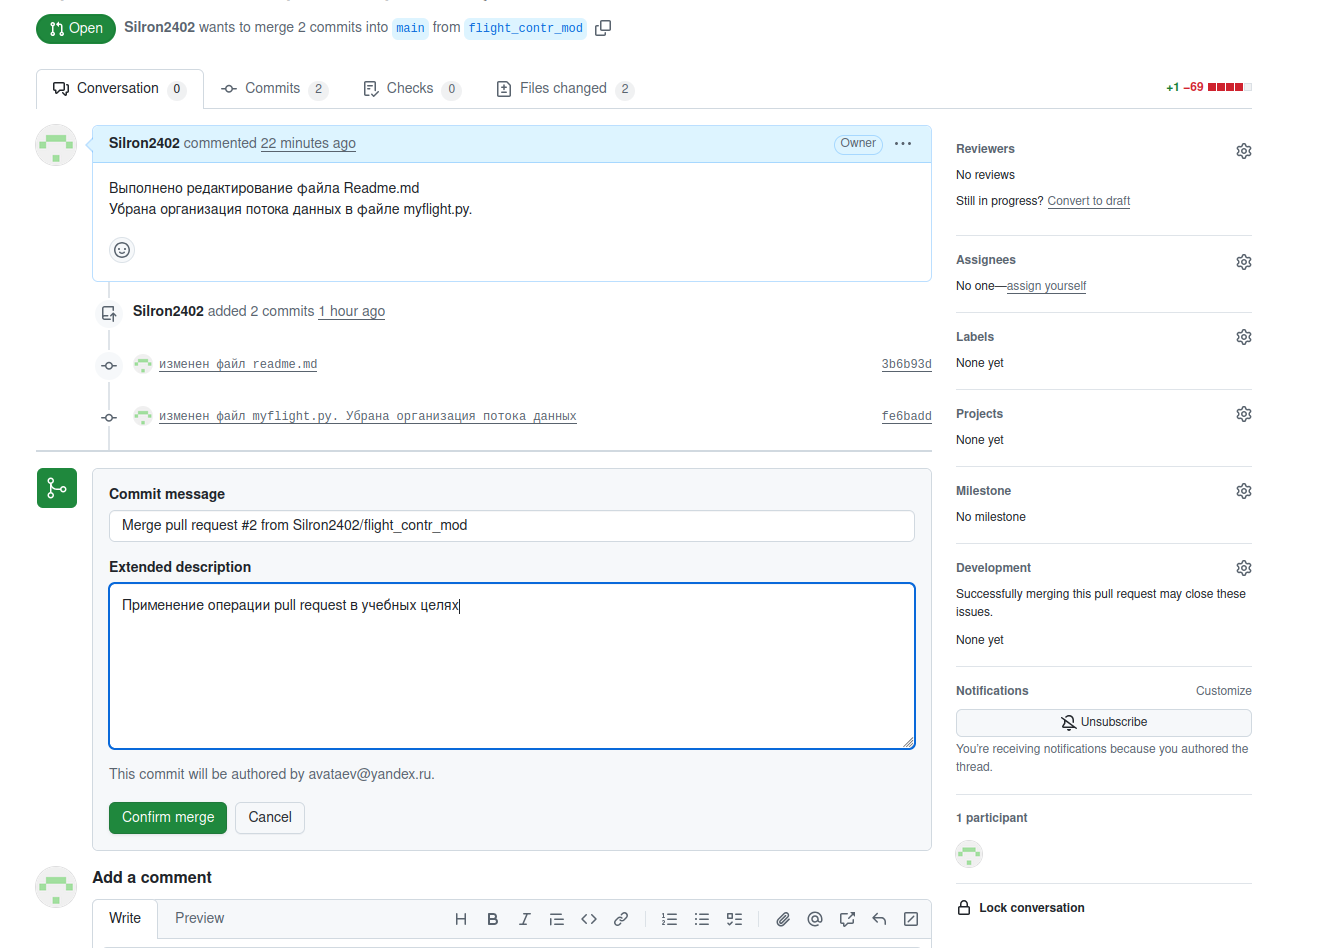 Open Silron2402 wants to merge 2 commits into main from flight_contr_mod
Conversation 0 Commits 2 Checks 0 Files changed 2 +1 −69
Silron2402 commented 22 minutes ago Owner
Выполнено редактирование файла Readme.md
Убрана организация потока данных в файле myflight.py.
Silron2402 added 2 commits 1 hour ago
изменен файл readme.md 3b6b93d
изменен файл myflight.py. Убрана организация потока данных fe6badd
Commit message
Merge pull request #2 from Silron2402/flight_contr_mod
Extended description
Применение операции pull request в учебных целях
This commit will be authored by avataev@yandex.ru.
Confirm merge Cancel
Add a comment
Write Preview
Reviewers
No reviews
Still in progress? Convert to draft
Assignees
No one—assign yourself
Labels
None yet
Projects
None yet
Milestone
No milestone
Development
Successfully merging this pull request may close these
issues.
None yet
Notifications Customize
Unsubscribe
You're receiving notifications because you authored the
thread.
1 participant
Lock conversation